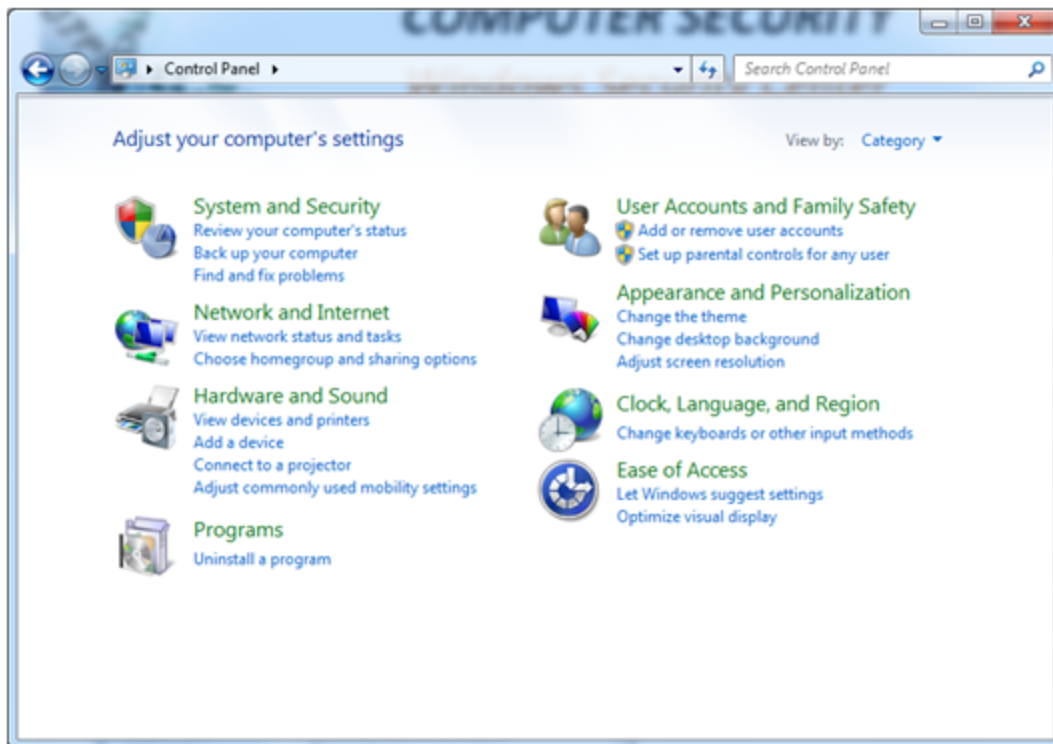 COMPUTER SECURITY
Control Panel
Search Control Panel
Windows Security Center
Adjust your computer's settings
View by: Category
System and Security
Review your computer's status
Back up your computer
Find and fix problems
Network and Internet
View network status and tasks
Choose homegroup and sharing options
Hardware and Sound
View devices and printers
Add a device
Connect to a projector
Adjust commonly used mobility settings
Programs
Uninstall a program
User Accounts and Family Safety
Add or remove user accounts
Set up parental controls for any user
Appearance and Personalization
Change the theme
Change desktop background
Adjust screen resolution
Clock, Language, and Region
Change keyboards or other input methods
Ease of Access
Let Windows suggest settings
Optimize visual display